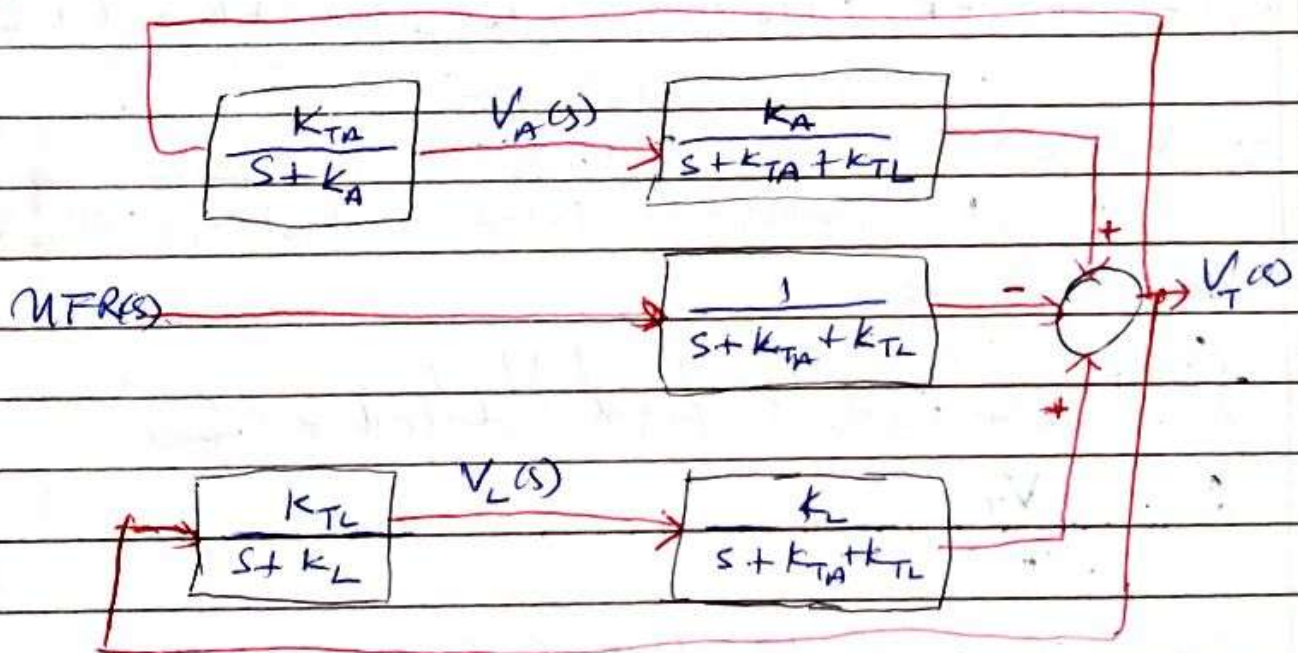 K_TA / (S + K_A)
V_A(s)
K_A / (s + K_TA + K_TL)
+
UFR(s)
1 / (s + K_TA + K_TL)
-
V_T(s)
+
K_TL / (s + K_L)
V_L(s)
K_L / (s + K_TA + K_TL)